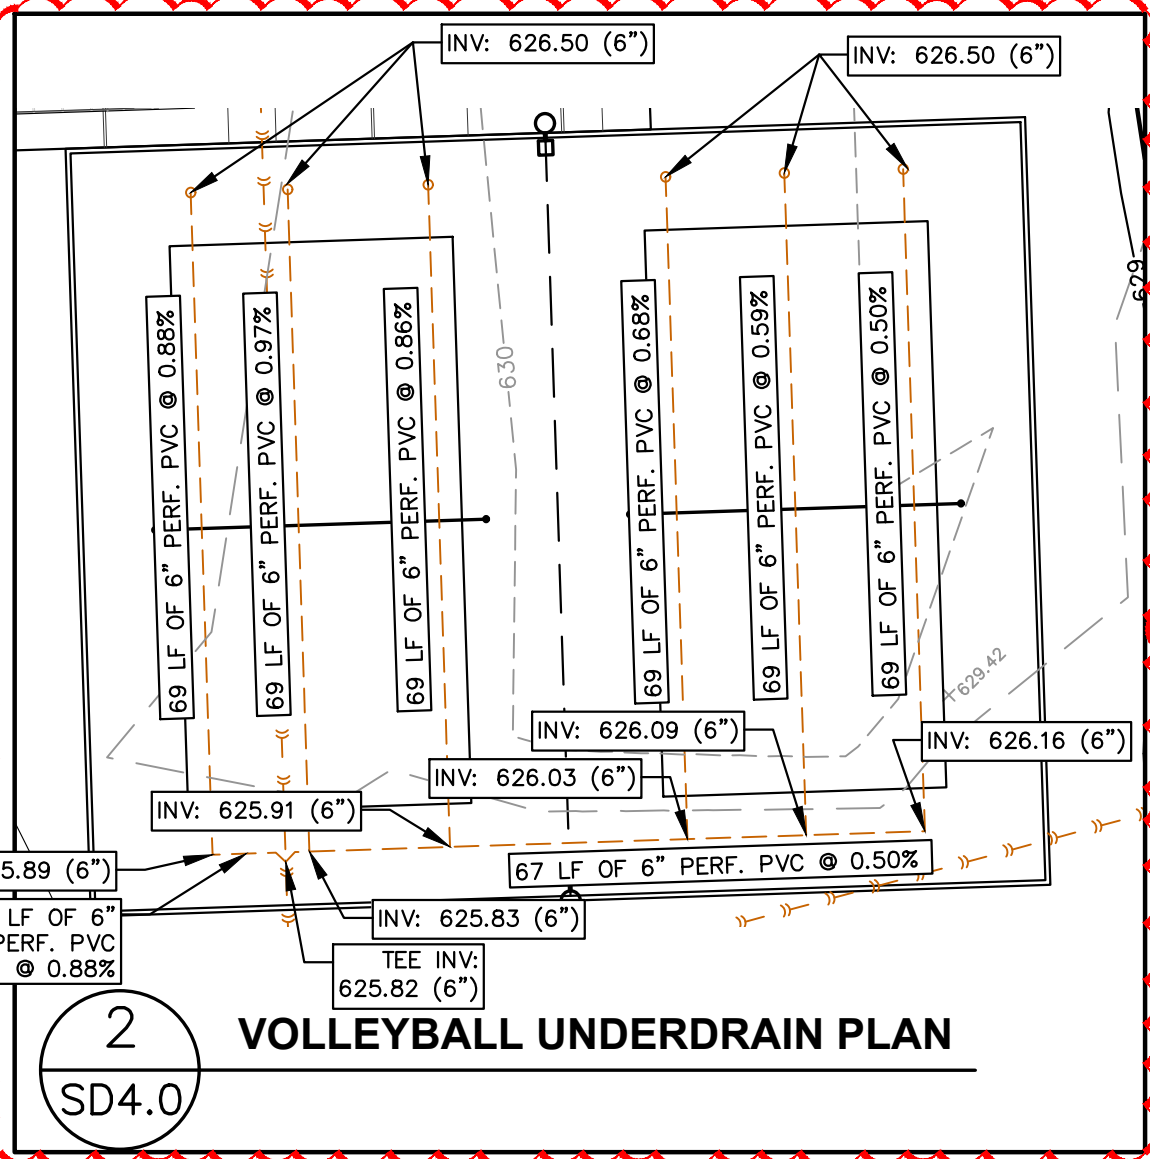 INV: 626.50 (6")
INV: 626.50 (6")
629
69 LF OF 6" PERF. PVC @ 0.88%
69 LF OF 6" PERF. PVC @ 0.97%
69 LF OF 6" PERF. PVC @ 0.86%
630
69 LF OF 6" PERF. PVC @ 0.68%
69 LF OF 6" PERF. PVC @ 0.59%
69 LF OF 6" PERF. PVC @ 0.50%
629.42
INV: 626.09 (6")
INV: 626.16 (6")
INV: 626.03 (6")
INV: 625.91 (6")
5.89 (6")
67 LF OF 6" PERF. PVC @ 0.50%
LF OF 6"
PERF. PVC
@ 0.88%
INV: 625.83 (6")
TEE INV:
625.82 (6")
2
SD4.0
VOLLEYBALL UNDERDRAIN PLAN